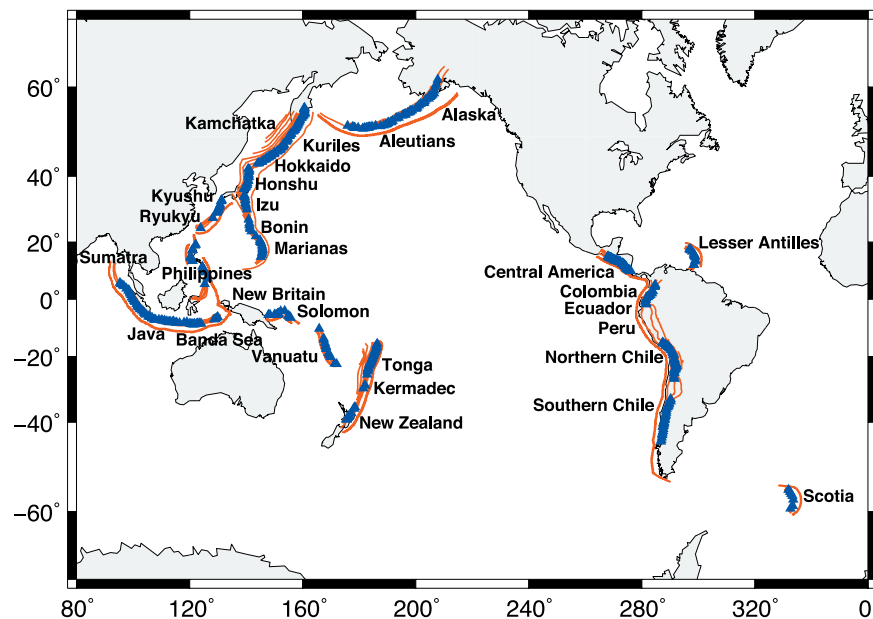 60°
40°
20°
0°
−20°
−40°
−60°
Kamchatka
Kuriles
Hokkaido
Honshu
Izu
Bonin
Marianas
Kyushu
Ryukyu
Aleutians
Alaska
Sumatra
Philippines
New Britain
Solomon
Java
Banda Sea
Vanuatu
Tonga
Kermadec
New Zealand
Lesser Antilles
Central America
Colombia
Ecuador
Peru
Northern Chile
Southern Chile
Scotia
80° 120° 160° 200° 240° 280° 320° 0